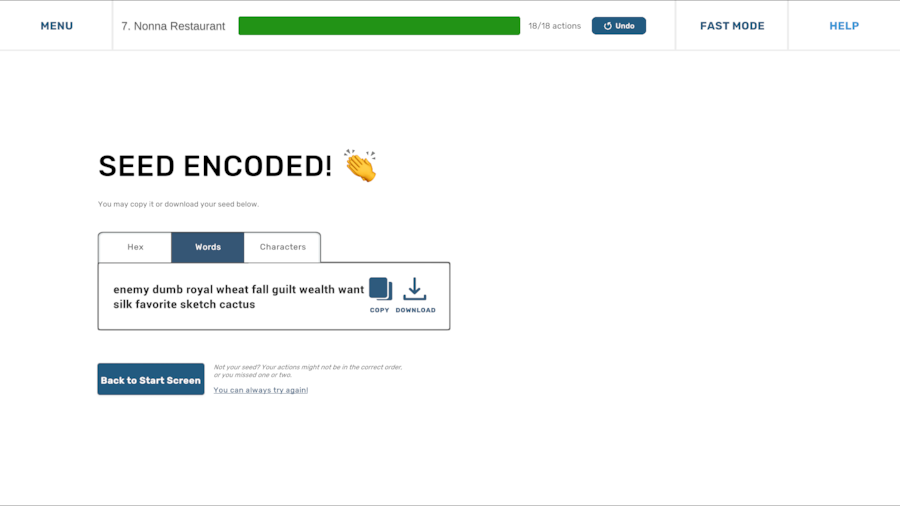 MENU
7. Nonna Restaurant
18/18 actions
Undo
FAST MODE
HELP
SEED ENCODED!
You may copy it or download your seed below.
Hex
Words
Characters
enemy dumb royal wheat fall guilt wealth want
silk favorite sketch cactus
COPY
DOWNLOAD
Back to Start Screen
Not your seed? Your actions might not be in the correct order,
or you missed one or two.
You can always try again!